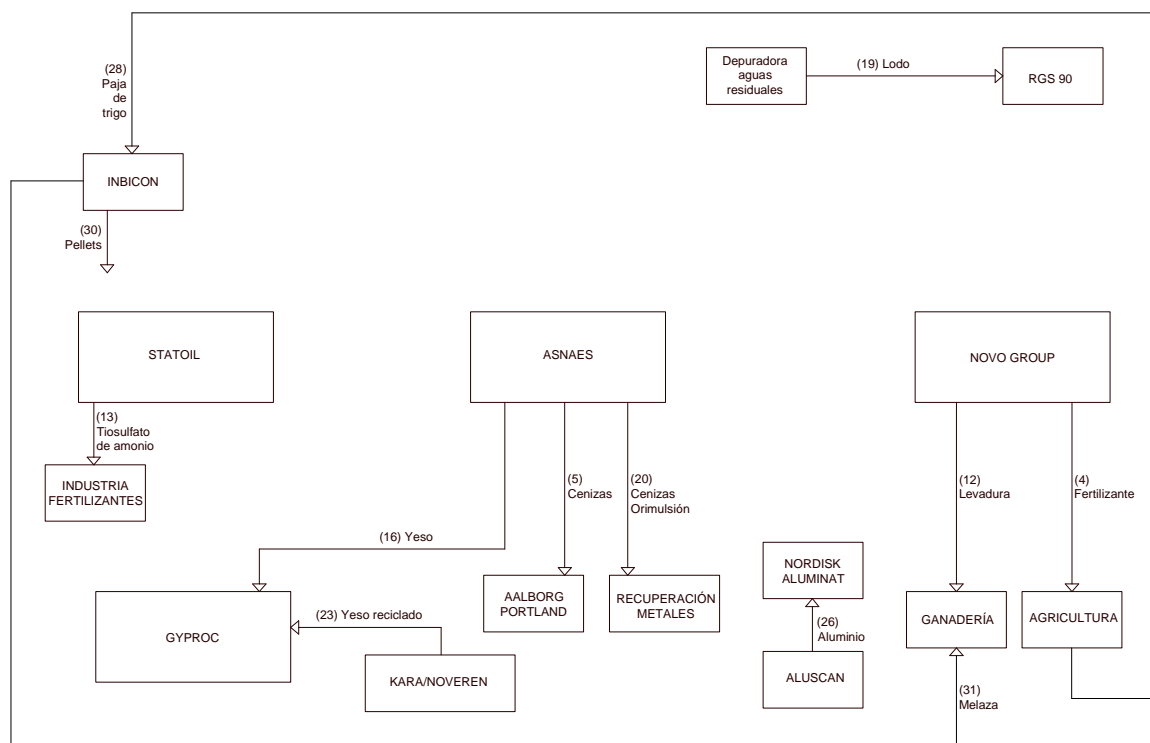 (28)
Paja
de
trigo
Depuradora
aguas
residuales
(19) Lodo
RGS 90
INBICON
(30)
Pellets
STATOIL
ASNAES
NOVO GROUP
(13)
Tiosulfato
de amonio
INDUSTRIA
FERTILIZANTES
(5)
Cenizas
(20)
Cenizas
Orimulsión
(12)
Levadura
(4)
Fertilizante
(16) Yeso
GYPROC
(23) Yeso reciclado
KARA/NOVEREN
AALBORG
PORTLAND
RECUPERACIÓN
METALES
NORDISK
ALUMINAT
(26)
Aluminio
ALUSCAN
GANADERÍA
AGRICULTURA
(31)
Melaza